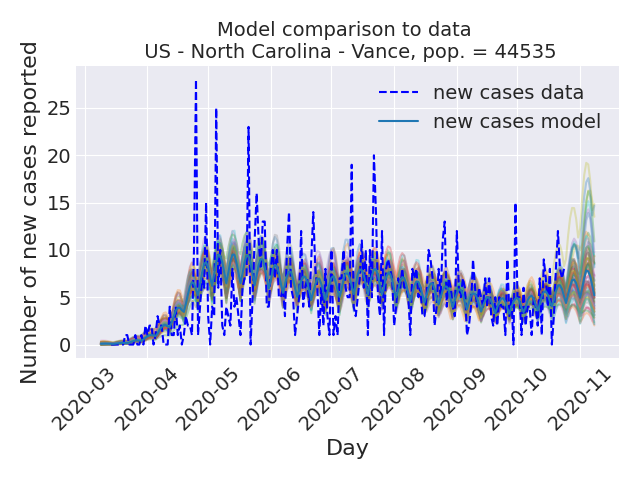 Model comparison to data
US - North Carolina - Vance, pop. = 44535
Number of new cases reported
25
20
15
10
5
0
new cases data
new cases model
2020-03
2020-04
2020-05
2020-06
2020-07
2020-08
2020-09
2020-10
2020-11
Day